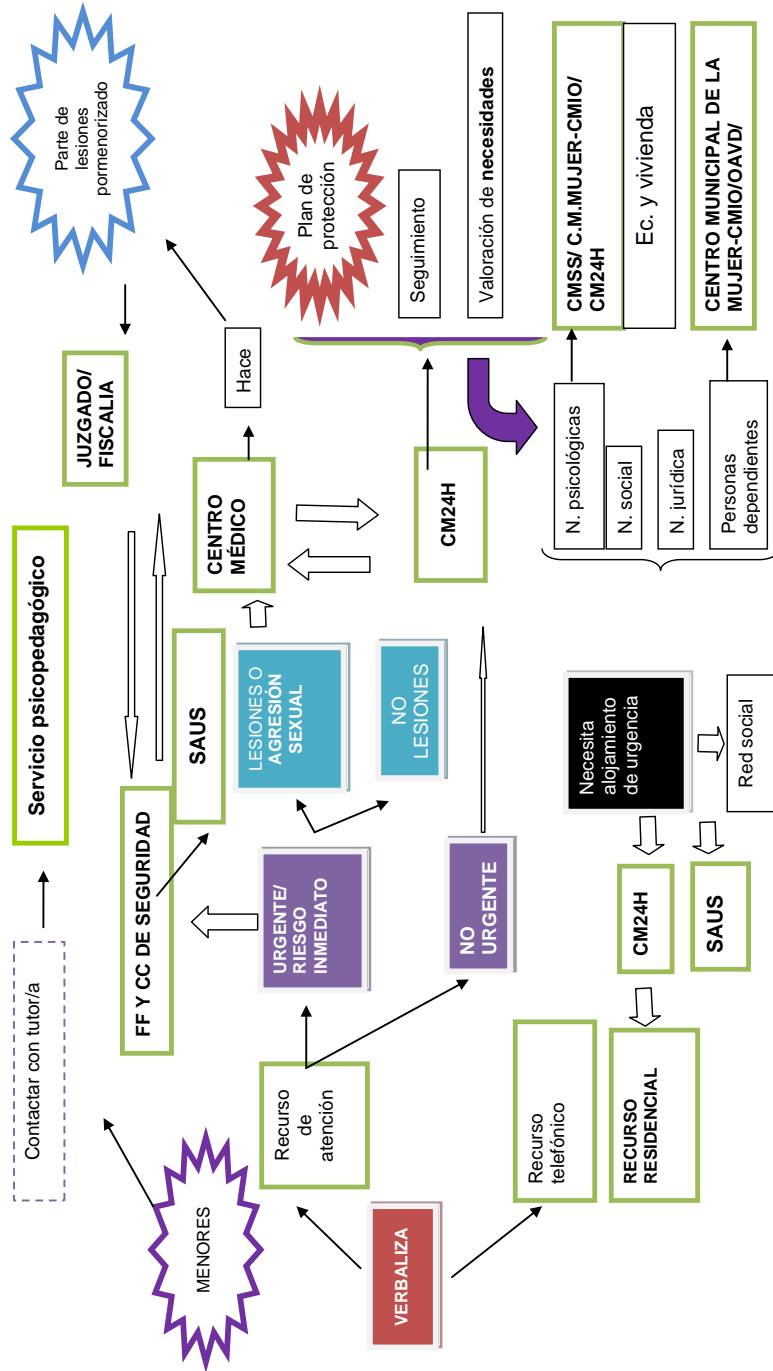 Contactar con tutor/a
Servicio psicopedagógico
MENORES
FF Y CC DE SEGURIDAD
SAUS
JUZGADO/
FISCALIA
Parte de
lesiones
pormenorizado
VERBALIZA
Recurso
de
atención
URGENTE/
RIESGO
INMEDIATO
LESIONES O
AGRESIÓN
SEXUAL
CENTRO
MÉDICO
Hace
NO
LESIONES
NO
URGENTE
CM24H
Plan de
protección
Seguimiento
Valoración de necesidades
Recurso
telefónico
RECURSO
RESIDENCIAL
CM24H
SAUS
Necesita
alojamiento
de urgencia
Red social
N. psicológicas
N. social
N. jurídica
Personas
dependientes
CMSS/ C.M.MUJER-CMIO/
CM24H
Ec. y vivienda
CENTRO MUNICIPAL DE LA
MUJER-CMIO/OAVD/